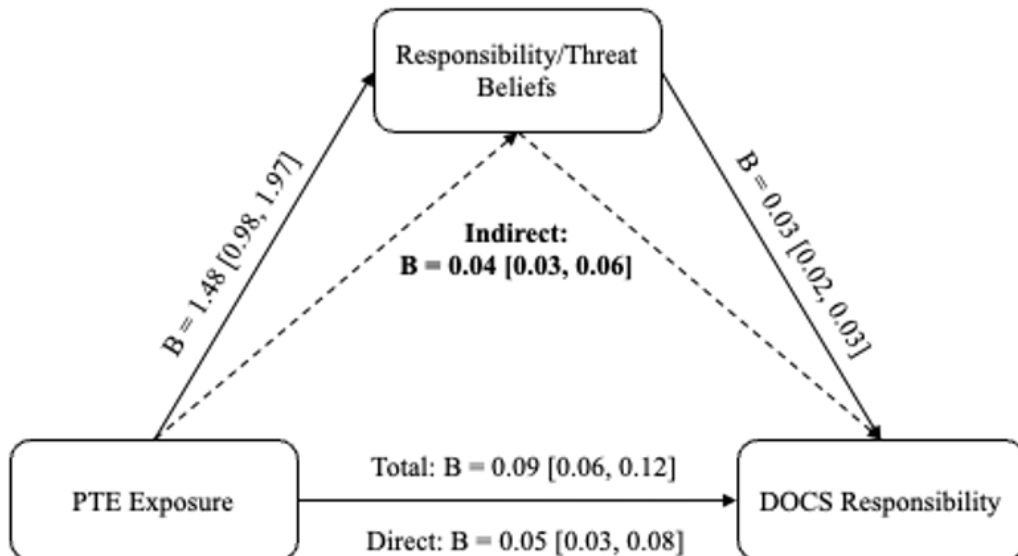 Responsibility/Threat
Beliefs
B = 1.48 [0.98, 1.97]
B = 0.03 [0.02, 0.03]
Indirect:
B = 0.04 [0.03, 0.06]
PTE Exposure
Total: B = 0.09 [0.06, 0.12]
Direct: B = 0.05 [0.03, 0.08]
DOCS Responsibility